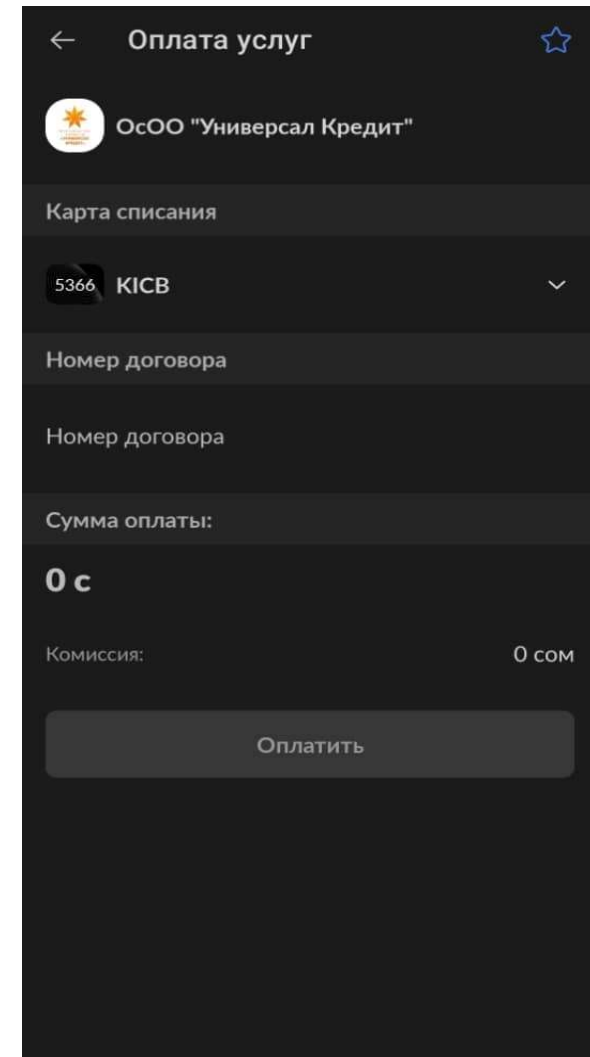 Оплата услуг
ОсОО "Универсал Кредит"
Карта списания
5366 KICB
Номер договора
Номер договора
Сумма оплаты:
0 с
Комиссия: 0 сом
Оплатить